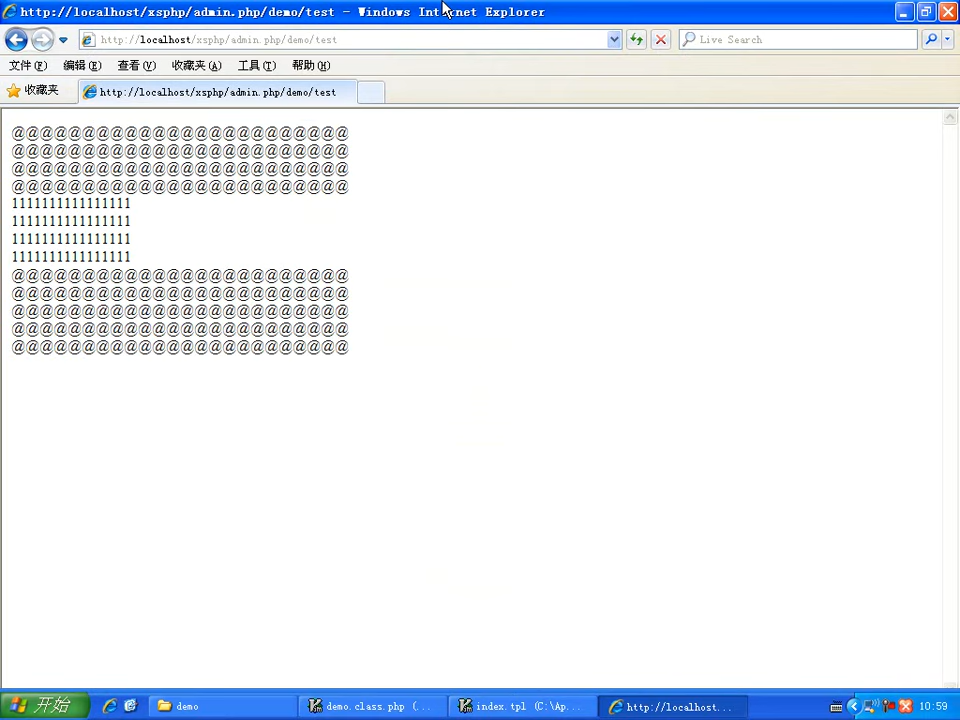 http://localhost/xsphp/admin.php/demo/test - Windows Internet Explorer
http://localhost/xsphp/admin.php/demo/test
Live Search
文件(F) 编辑(E) 查看(V) 收藏夹(A) 工具(T) 帮助(H)
收藏夹 http://localhost/xsphp/admin.php/demo/test
@@@@@@@@@@@@@@@@@@@@@@@@
@@@@@@@@@@@@@@@@@@@@@@@@
@@@@@@@@@@@@@@@@@@@@@@@@
@@@@@@@@@@@@@@@@@@@@@@@@
1111111111111111
1111111111111111
1111111111111111
1111111111111111
@@@@@@@@@@@@@@@@@@@@@@@@
@@@@@@@@@@@@@@@@@@@@@@@@
@@@@@@@@@@@@@@@@@@@@@@@@
@@@@@@@@@@@@@@@@@@@@@@@@
@@@@@@@@@@@@@@@@@@@@@@@@
开始 demo demo.class.php (... index.tpl (C:\Ap... http://localhost... 10:59